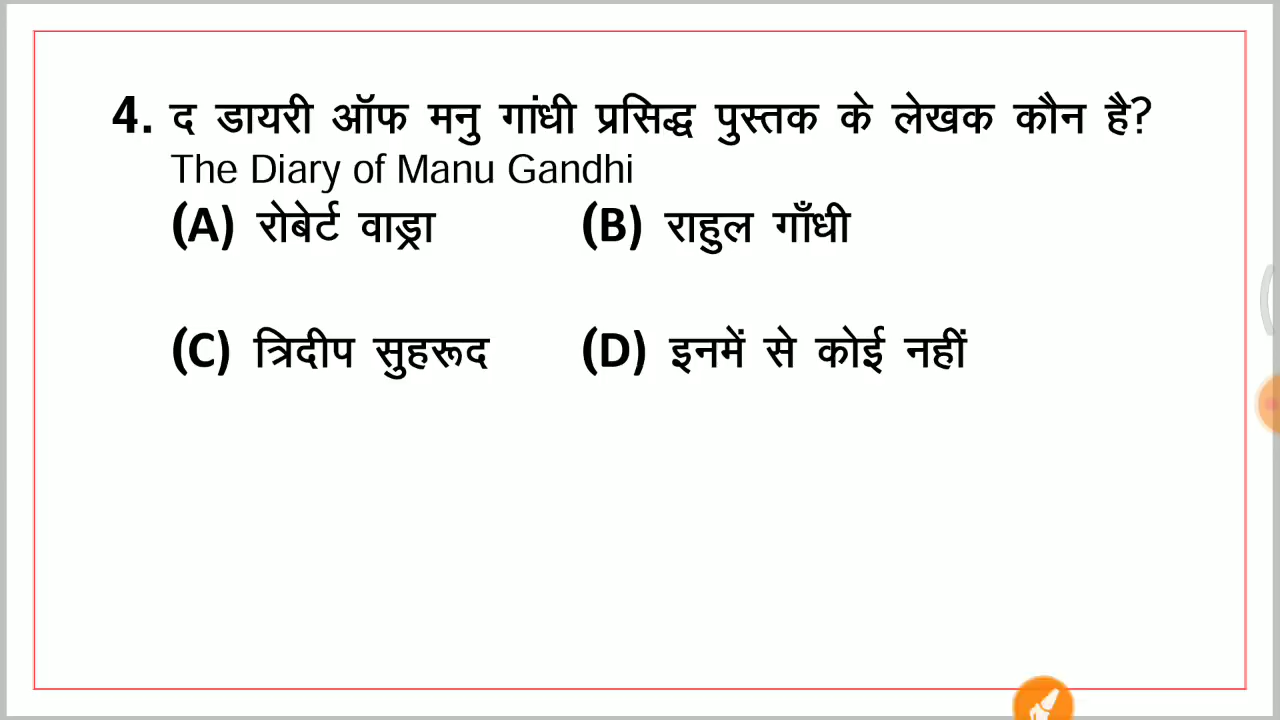 4. द डायरी ऑफ मनु गांधी प्रसिद्ध पुस्तक के लेखक कौन है?
The Diary of Manu Gandhi
(A) रोबेर्ट वाड्रा (B) राहुल गाँधी
(C) त्रिदीप सुहरूद (D) इनमें से कोई नहीं